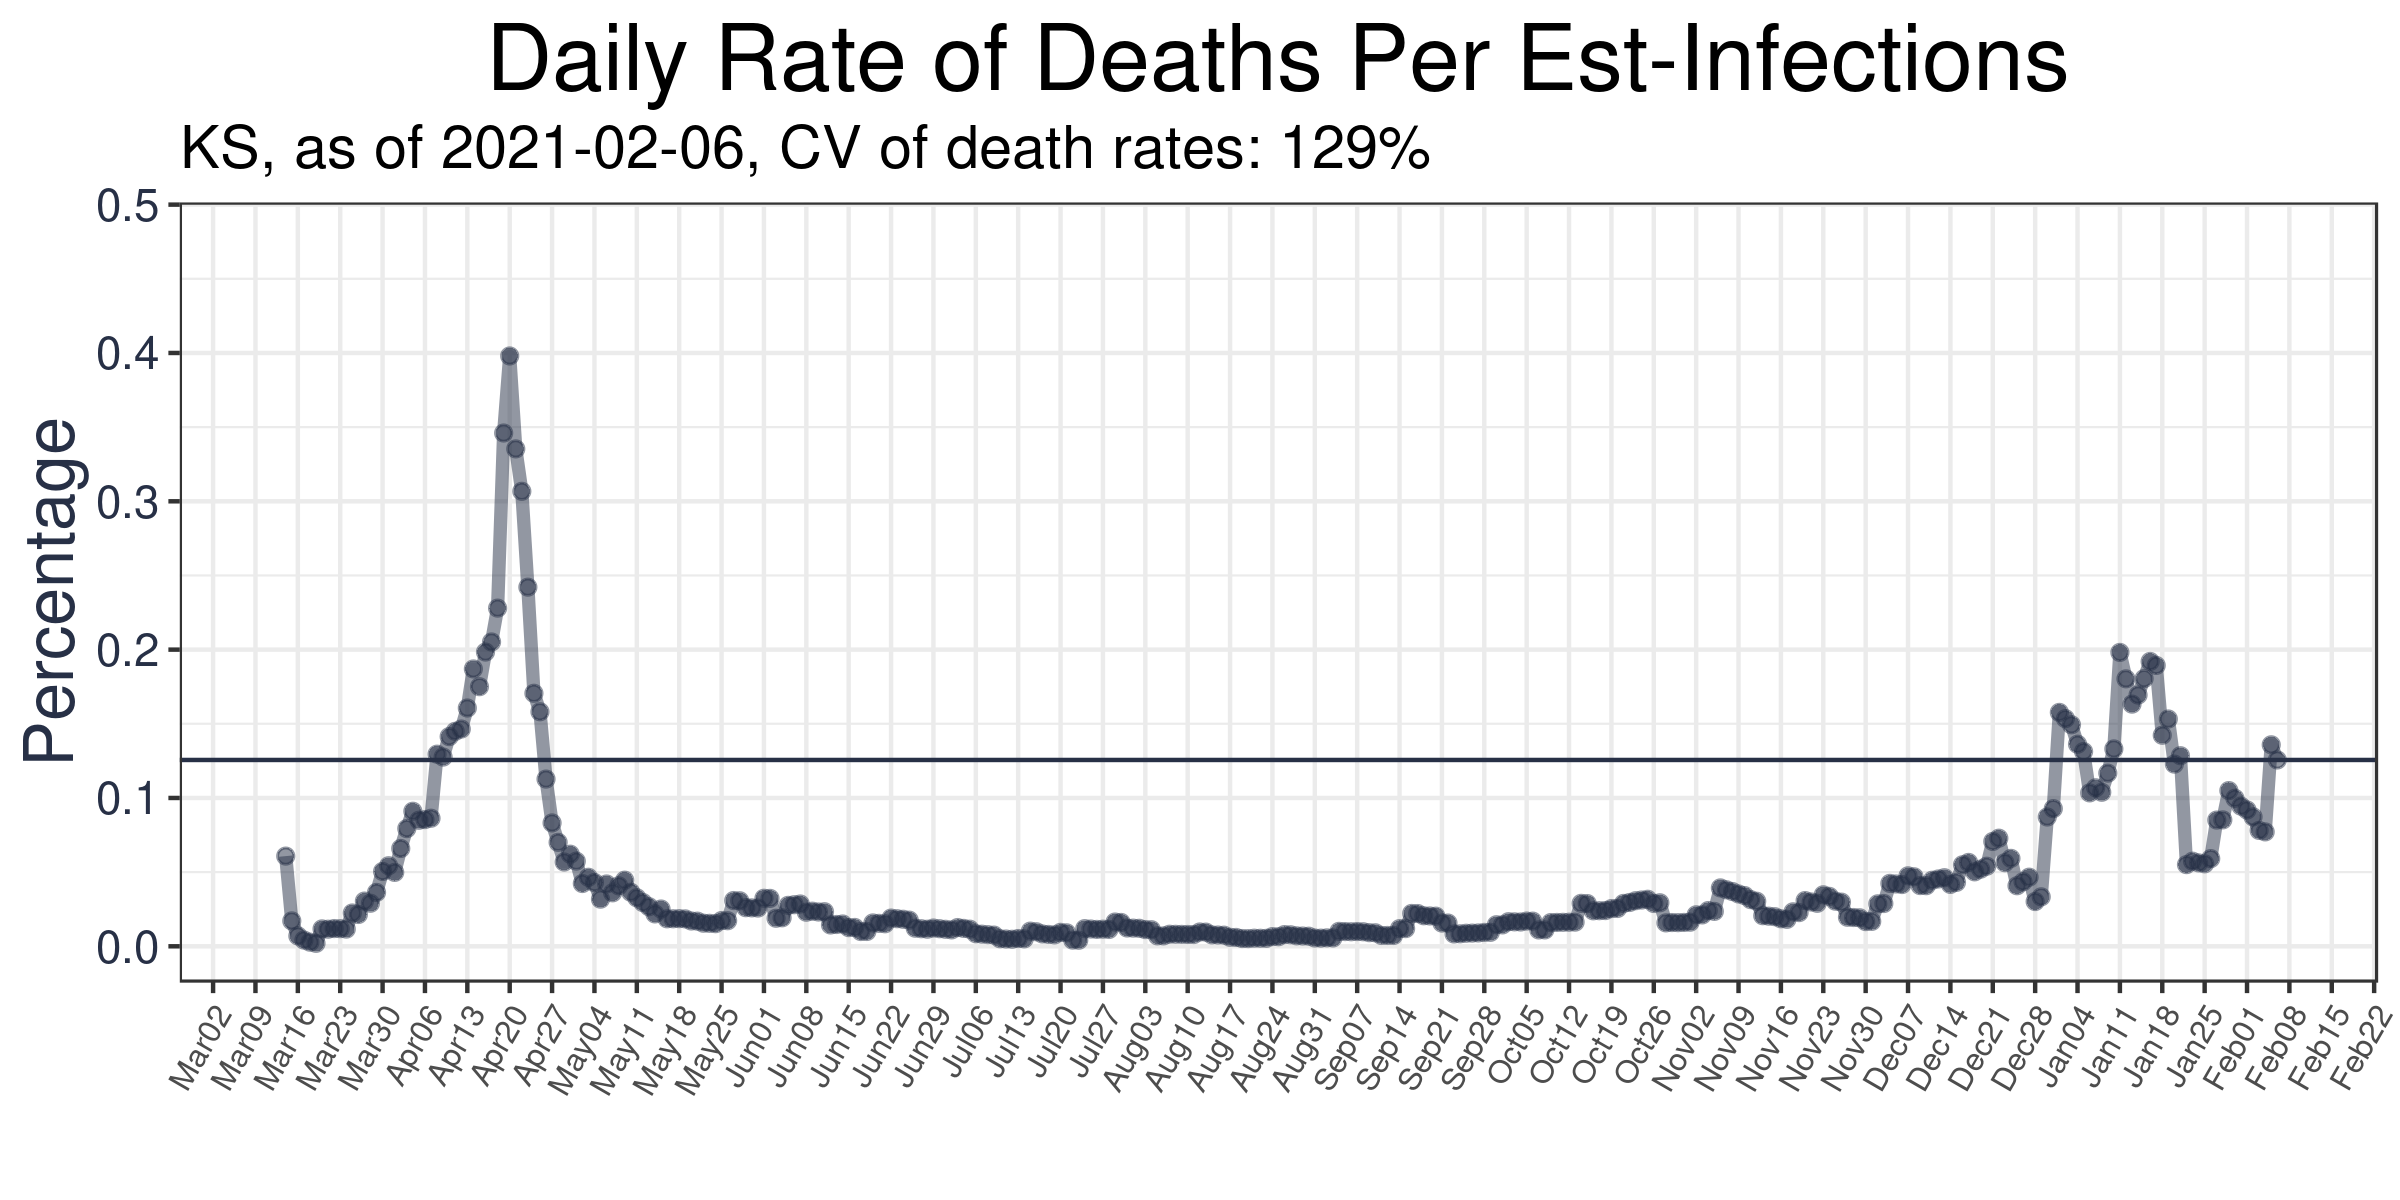 Daily Rate of Deaths Per Est-Infections
KS, as of 2021-02-06, CV of death rates: 129%
Percentage
0.5
0.4
0.3
0.2
0.1
0.0
Mar02
Mar09
Mar16
Mar23
Mar30
Apr06
Apr13
Apr20
Apr27
May04
May11
May18
May25
Jun01
Jun08
Jun15
Jun22
Jun29
Jul06
Jul13
Jul20
Jul27
Aug03
Aug10
Aug17
Aug24
Aug31
Sep07
Sep14
Sep21
Sep28
Oct05
Oct12
Oct19
Oct26
Nov02
Nov09
Nov16
Nov23
Nov30
Dec07
Dec14
Dec21
Dec28
Jan04
Jan11
Jan18
Jan25
Feb01
Feb08
Feb15
Feb22